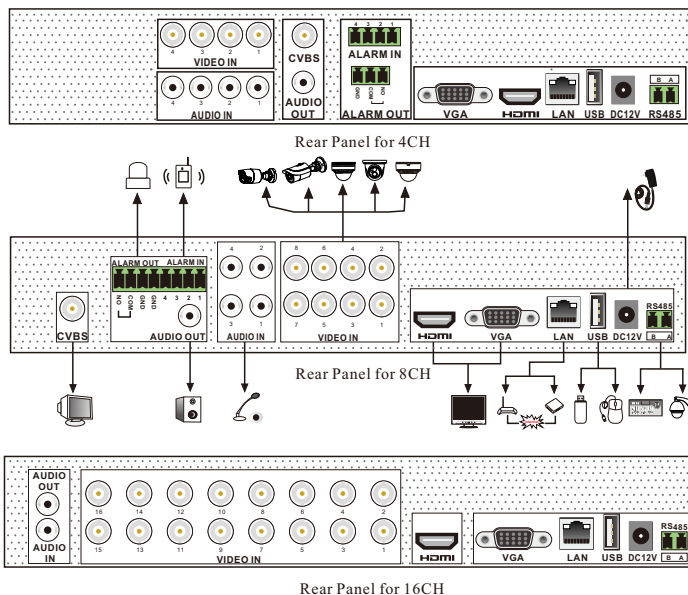 4 3 2 1
VIDEO IN
4 3 2 1
AUDIO IN
CVBS
AUDIO
OUT
4 3 2 1
ALARM IN
GND COM NO
ALARM OUT
VGA
HDMI
LAN
USB
DC12V
B A
RS485
Rear Panel for 4CH
CVBS
ALARM OUT ALARM IN
NO COM GND GND 4 3 2 1
AUDIO OUT
4 2
3 1
AUDIO IN
8 6 4 2
7 5 3 1
VIDEO IN
HDMI
VGA
LAN
USB
DC12V
RS485
B A
Rear Panel for 8CH
AUDIO
OUT
AUDIO
IN
16 14 12 10 8 6 4 2
15 13 11 9 7 5 3 1
VIDEO IN
HDMI
VGA
LAN
USB
DC12V
RS485
B A
Rear Panel for 16CH